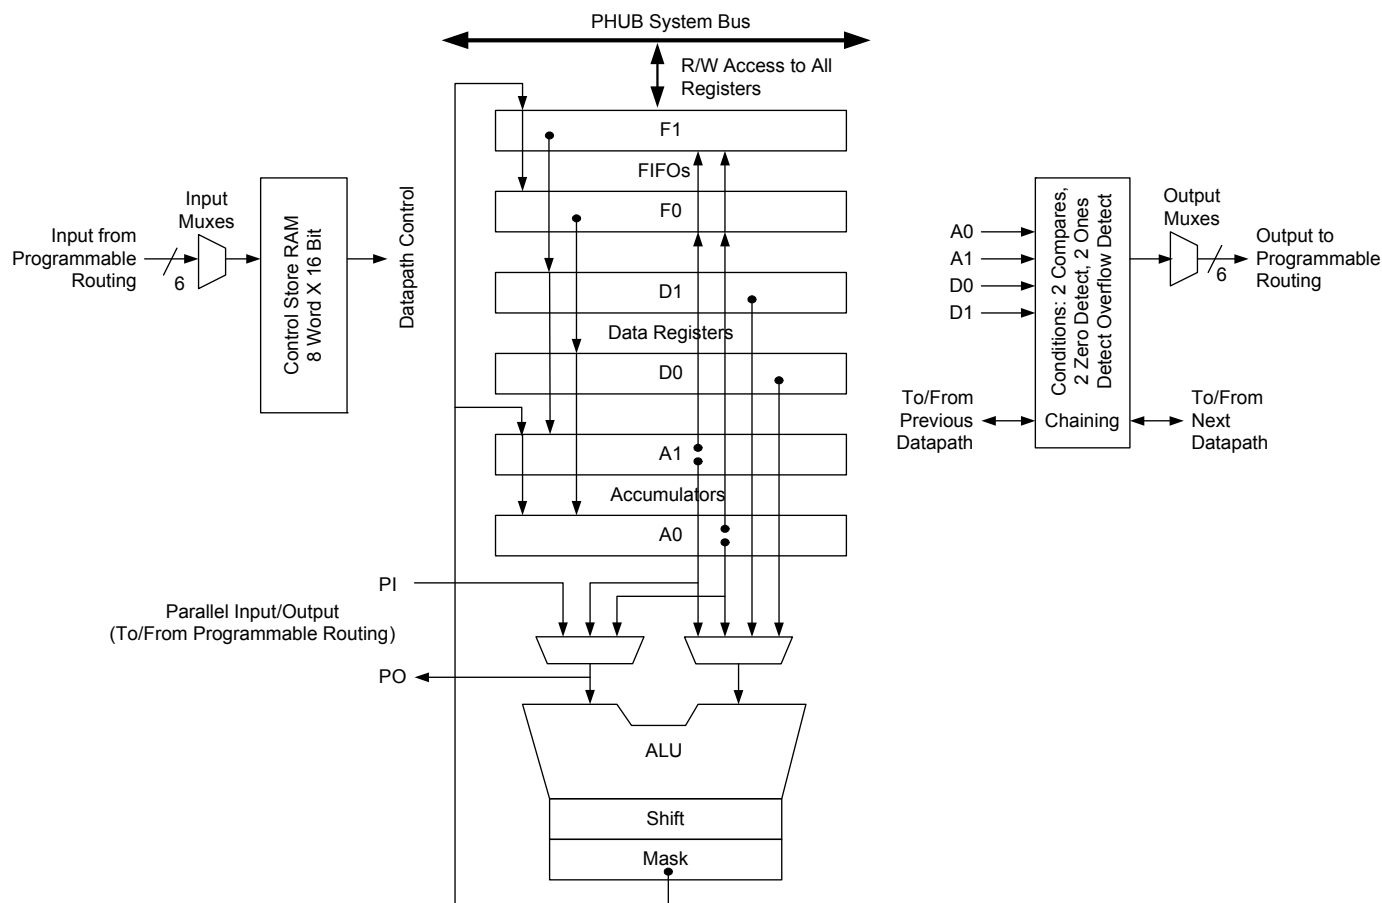 PHUB System Bus
R/W Access to All
Registers
F1
FIFOs
F0
D1
Data Registers
D0
A1
Accumulators
A0
Input from
Programmable
Routing
6
Input
Muxes
Control Store RAM
8 Word X 16 Bit
Datapath Control
A0
A1
D0
D1
Conditions: 2 Compares,
2 Zero Detect, 2 Ones
Detect Overflow Detect
Chaining
To/From
Previous
Datapath
To/From
Next
Datapath
Output
Muxes
6
Output to
Programmable
Routing
PI
Parallel Input/Output
(To/From Programmable Routing)
PO
ALU
Shift
Mask